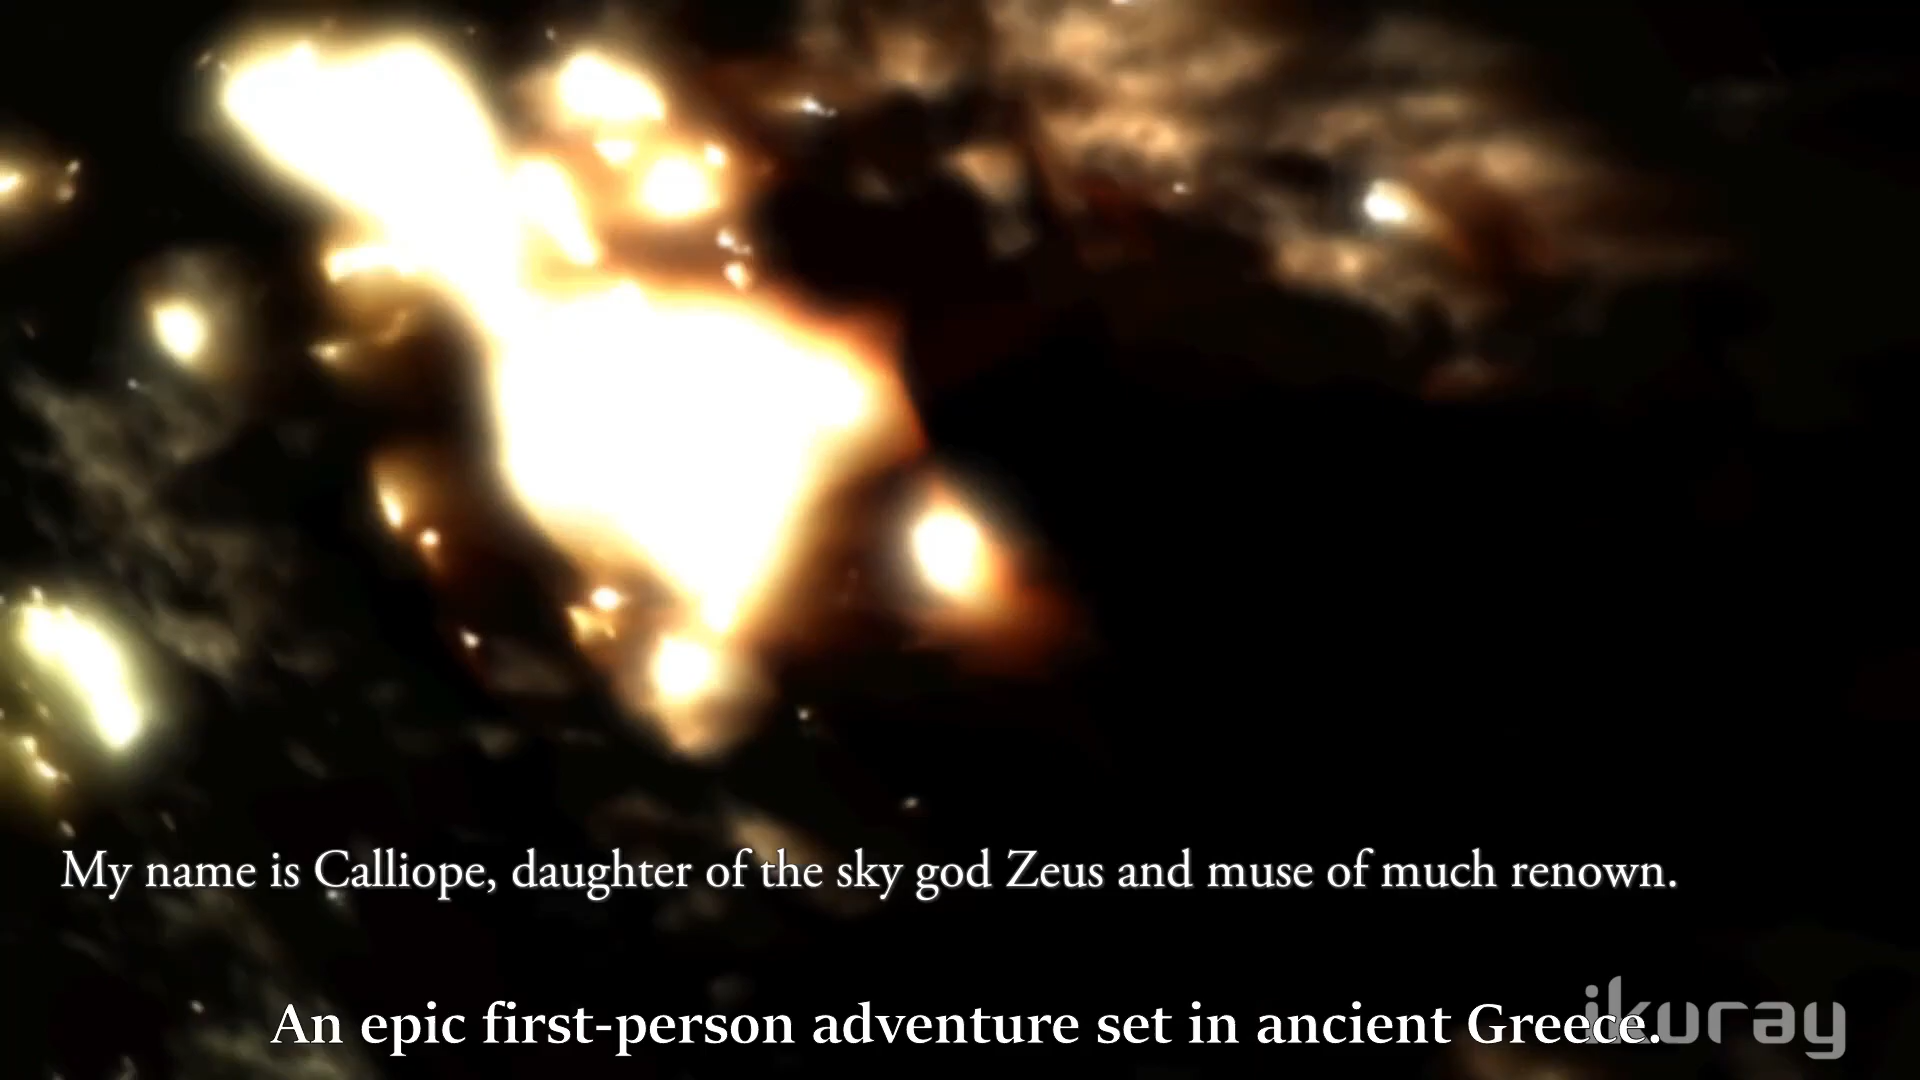 My name is Calliope, daughter of the sky god Zeus and muse of much renown.
An epic first-person adventure set in ancient Greece.
ikuray